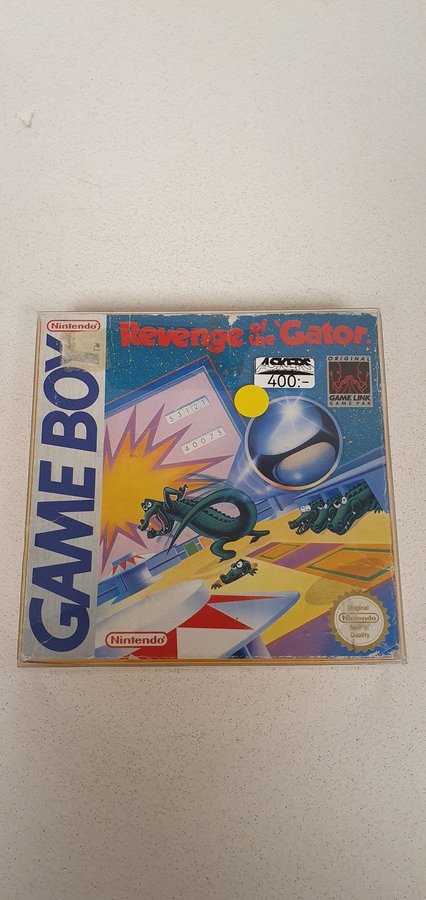 Nintendo
GAME BOY
Revenge of the 'Gator
400:-
ORIGINAL
GAME LINK
GAME PAK
53121
40075
Nintendo
Original
Nintendo
Seal of
Quality